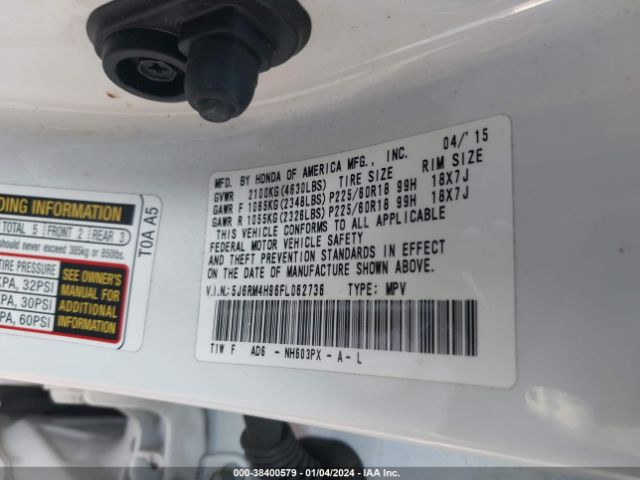 MFD. BY HONDA OF AMERICA MFG., INC. 04/'15
GVWR 2100KG(4630LBS) TIRE SIZE RIM SIZE
GAWR F 1065KG(2348LBS) P225/60R18 99H 18X7J
GAWR R 1055KG(2326LBS) P225/60R18 99H 18X7J
THIS VEHICLE CONFORMS TO ALL APPLICABLE
FEDERAL MOTOR VEHICLE SAFETY
AND THEFT PREVENTION STANDARDS IN EFFECT
ON THE DATE OF MANUFACTURE SHOWN ABOVE.
V.I.N.: 5J6RM4H96FL062736 TYPE: MPV
T1W F AD6 - NH603PX - A - L
DING INFORMATION
TOTAL 5 FRONT 2 REAR 3
should never exceed 385kg or 850lbs.
TIRE PRESSURE
KPA, 32PSI
KPA, 30PSI
PA, 60PSI
SEE OWNER'S
MANUAL FOR
ADDITIONAL
INFORMATION
T0A A5
000-38400579 - 01/04/2024 - IAA Inc.